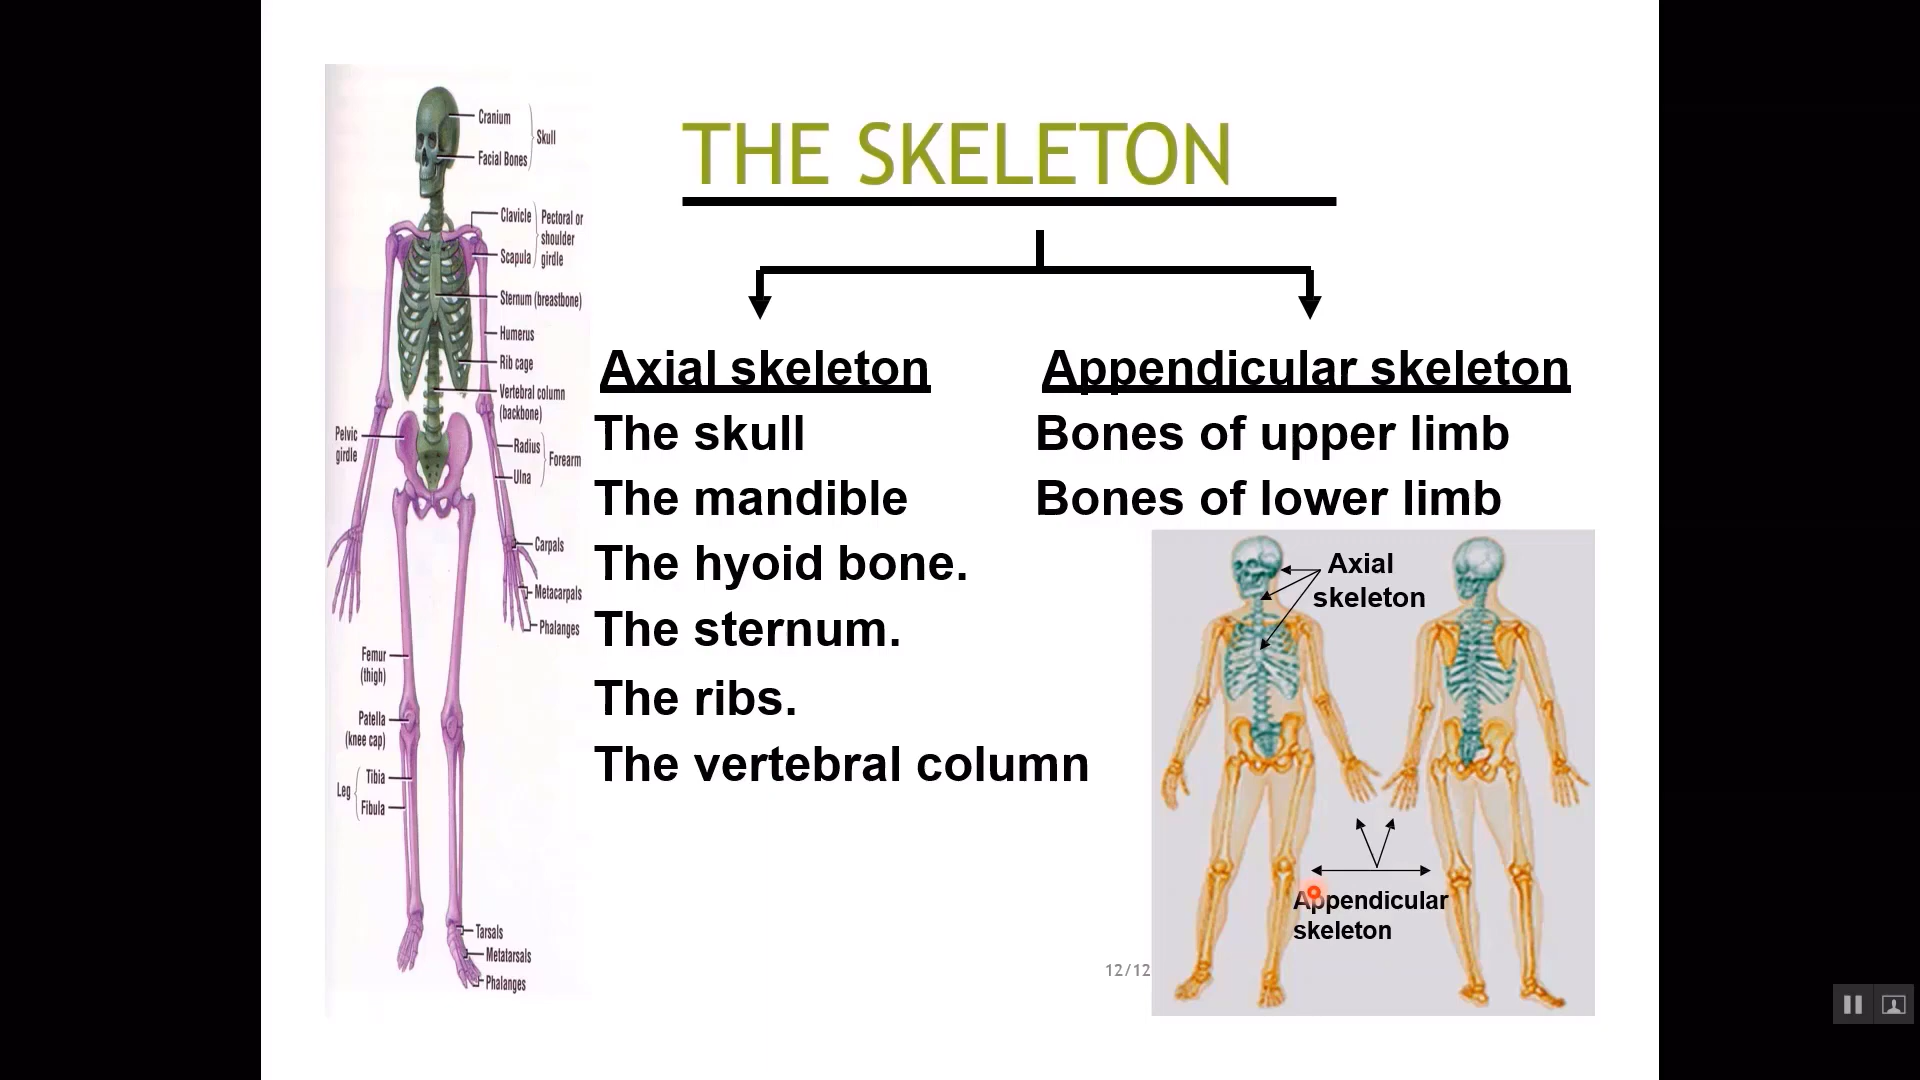 THE SKELETON
Cranium
Skull
Facial Bones
Clavicle
Pectoral or
shoulder
girdle
Scapula
Sternum (breastbone)
Humerus
Rib cage
Vertebral column
(backbone)
Pelvic
girdle
Radius
Forearm
Ulna
Carpals
Metacarpals
Phalanges
Femur
(thigh)
Patella
(knee cap)
Tibia
Leg
Fibula
Tarsals
Metatarsals
Phalanges
Axial skeleton
The skull
The mandible
The hyoid bone.
The sternum.
The ribs.
The vertebral column
Appendicular skeleton
Bones of upper limb
Bones of lower limb
Axial
skeleton
Appendicular
skeleton
12/12